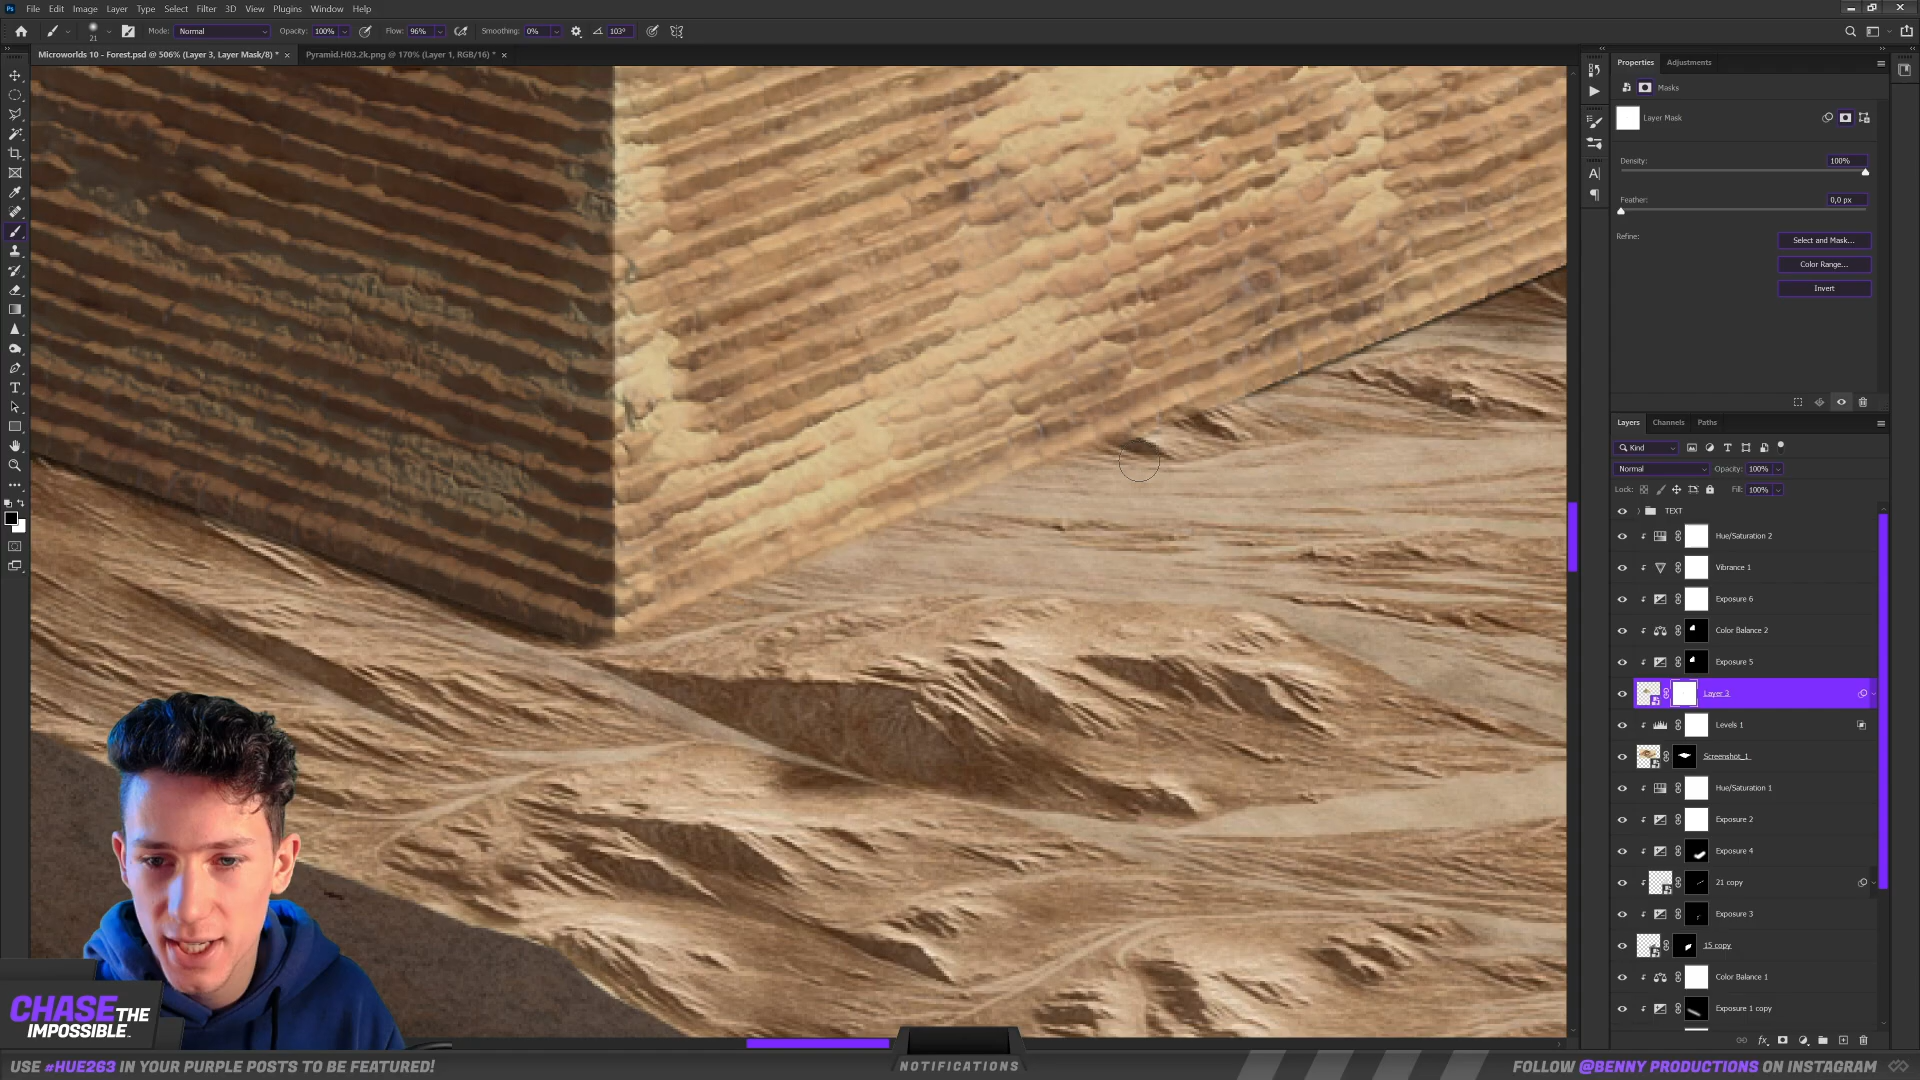 File Edit Image Layer Type Select Filter 3D View Plugins Window Help
21 Mode: Normal Opacity: 100% Flow: 96% Smoothing: 0% 103°
Microworlds 10 - Forest.psd @ 506% (Layer 3, Layer Mask/8) * × Pyramid.H03.2k.png @ 170% (Layer 1, RGB/16) * ×
Properties Adjustments
Masks
Layer Mask
Density: 100%
Feather: 0,0 px
Refine:
Select and Mask...
Color Range...
Invert
Layers Channels Paths
Kind
Normal Opacity: 100%
Lock: Fill: 100%
TEXT
Hue/Saturation 2
Vibrance 1
Exposure 6
Color Balance 2
Exposure 5
Layer 3
Levels 1
Screenshot_1
Hue/Saturation 1
Exposure 2
Exposure 4
21 copy
Exposure 3
15 copy
Color Balance 1
Exposure 1 copy
CHASE THE
IMPOSSIBLE™
USE #HUE263 IN YOUR PURPLE POSTS TO BE FEATURED!
NOTIFICATIONS
FOLLOW @BENNY PRODUCTIONS ON INSTAGRAM